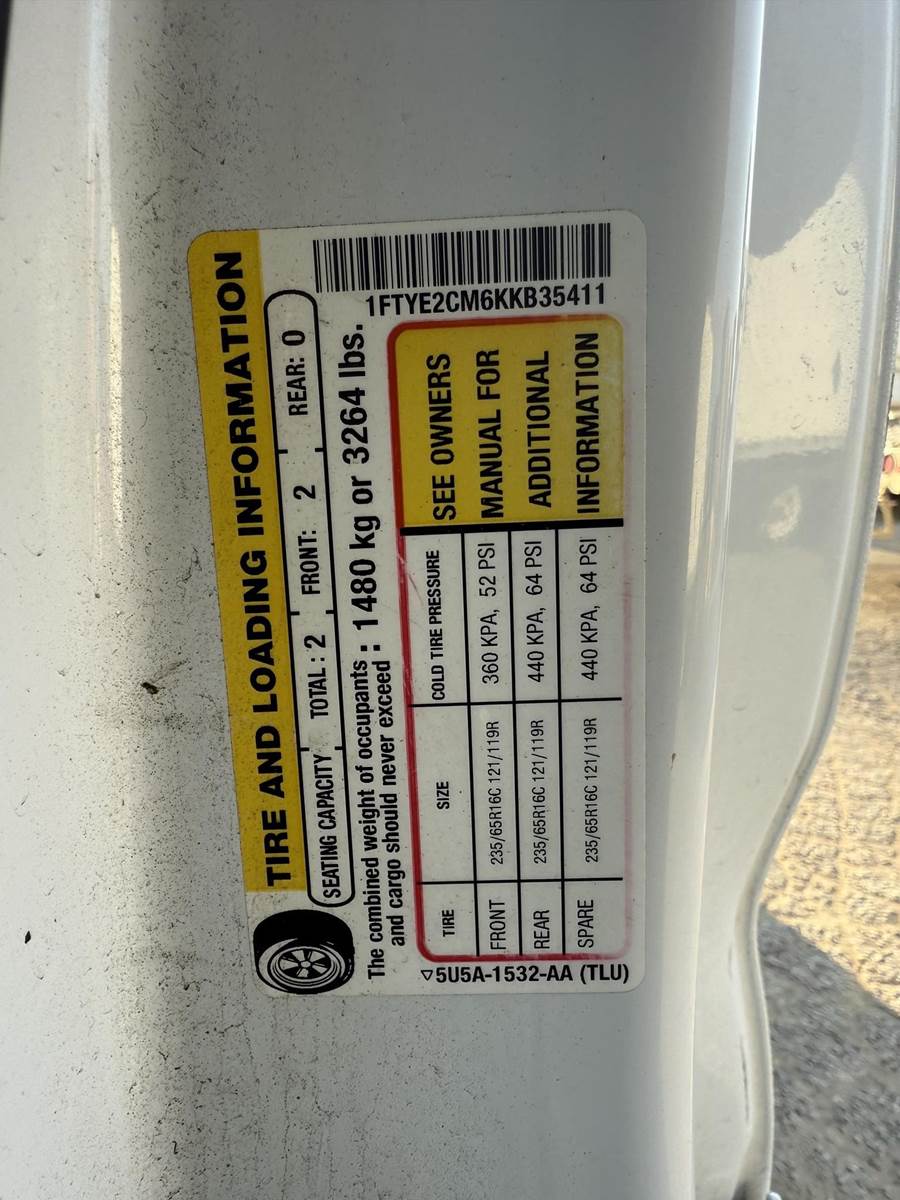 TIRE AND LOADING INFORMATION
SEATING CAPACITY TOTAL : 2 FRONT: 2 REAR: 0
The combined weight of occupants
and cargo should never exceed : 1480 kg or 3264 lbs.
1FTYE2CM6KKB35411
TIRE SIZE COLD TIRE PRESSURE
FRONT 235/65R16C 121/119R 360 KPA, 52 PSI
REAR 235/65R16C 121/119R 440 KPA, 64 PSI
SPARE 235/65R16C 121/119R 440 KPA, 64 PSI
SEE OWNERS
MANUAL FOR
ADDITIONAL
INFORMATION
▽5U5A-1532-AA (TLU)